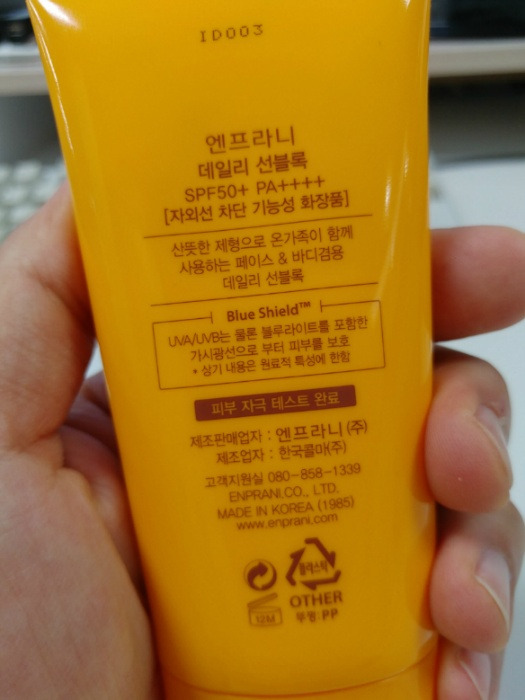 ID003
엔프라니
데일리 선블록
SPF50+ PA++++
[자외선 차단 기능성 화장품]
산뜻한 제형으로 온가족이 함께
사용하는 페이스 & 바디겸용
데일리 선블록
Blue Shield™
UVA/UVB는 물론 블루라이트를 포함한
가시광선으로 부터 피부를 보호
* 상기 내용은 원료적 특성에 한함
피부 자극 테스트 완료
제조판매업자 : 엔프라니 (주)
제조업자 : 한국콜마(주)
고객지원실 080-858-1339
ENPRANI.CO., LTD.
MADE IN KOREA (1985)
www.enprani.com
플라스틱
12M
OTHER
뚜껑:PP